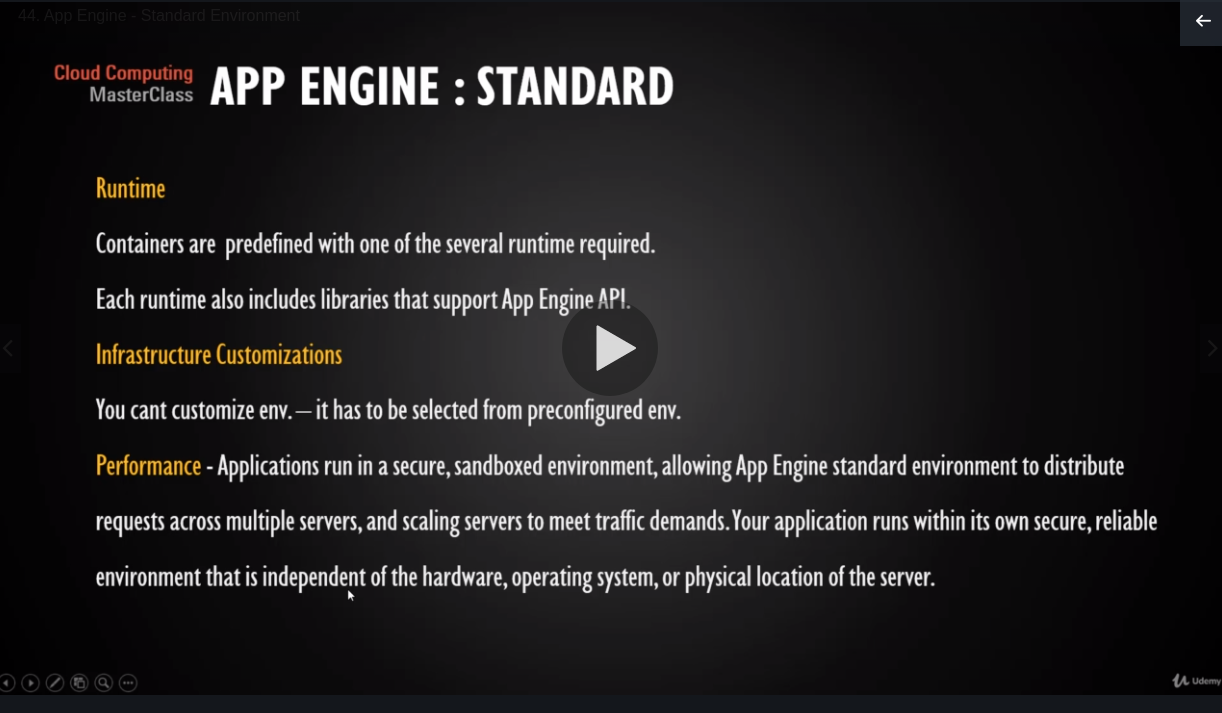 44. App Engine - Standard Environment
Cloud Computing
MasterClass
APP ENGINE : STANDARD
Runtime
Containers are predefined with one of the several runtime required.
Each runtime also includes libraries that support App Engine API.
Infrastructure Customizations
You cant customize env. – it has to be selected from preconfigured env.
Performance - Applications run in a secure, sandboxed environment, allowing App Engine standard environment to distribute
requests across multiple servers, and scaling servers to meet traffic demands. Your application runs within its own secure, reliable
environment that is independent of the hardware, operating system, or physical location of the server.
Udemy